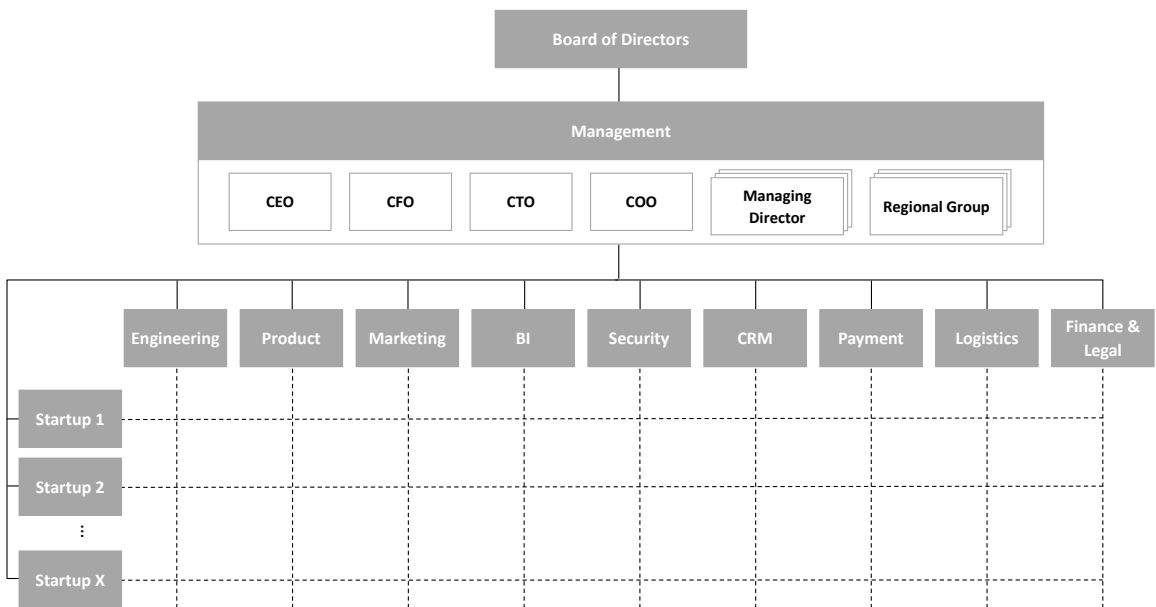 Board of Directors
Management
CEO
CFO
CTO
COO
Managing
Director
Regional Group
Engineering
Product
Marketing
BI
Security
CRM
Payment
Logistics
Finance &
Legal
Startup 1
Startup 2
...
Startup X